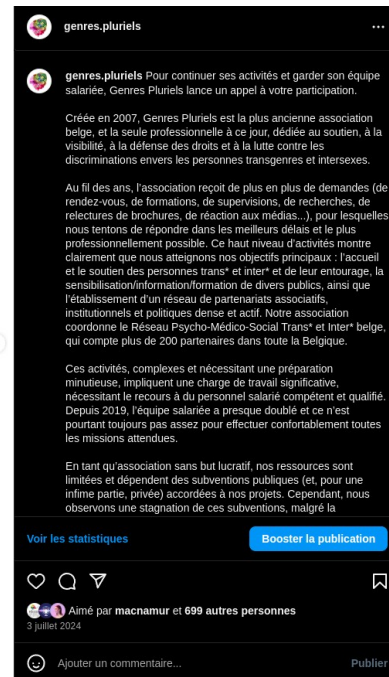 genres.pluriels
genres.pluriels Pour continuer ses activités et garder son équipe
salariée, Genres Pluriels lance un appel à votre participation.
Créée en 2007, Genres Pluriels est la plus ancienne association
belge, et la seule professionnelle à ce jour, dédiée au soutien, à la
visibilité, à la défense des droits et à la lutte contre les
discriminations envers les personnes transgenres et intersexes.
Au fil des ans, l'association reçoit de plus en plus de demandes (de
rendez-vous, de formations, de supervisions, de recherches, de
relectures de brochures, de réaction aux médias...), pour lesquelles
nous tentons de répondre dans les meilleurs délais et le plus
professionnellement possible. Ce haut niveau d'activités montre
clairement que nous atteignons nos objectifs principaux : l'accueil
et le soutien des personnes trans* et inter* et de leur entourage, la
sensibilisation/information/formation de divers publics, ainsi que
l'établissement d'un réseau de partenariats associatifs,
institutionnels et politiques dense et actif. Notre association
coordonne le Réseau Psycho-Médico-Social Trans* et Inter* belge,
qui compte plus de 200 partenaires dans toute la Belgique.
Ces activités, complexes et nécessitant une préparation
minutieuse, impliquent une charge de travail significative,
nécessitant le recours à du personnel salarié compétent et qualifié.
Depuis 2019, l'équipe salariée a presque doublé et ce n'est
pourtant toujours pas assez pour effectuer confortablement toutes
les missions attendues.
En tant qu'association sans but lucratif, nos ressources sont
limitées et dépendent des subventions publiques (et, pour une
infime partie, privée) accordées à nos projets. Cependant, nous
observons une stagnation de ces subventions, malgré la
Voir les statistiques
Booster la publication
Aimé par macnamur et 699 autres personnes
3 juillet 2024
Ajouter un commentaire...
Publier